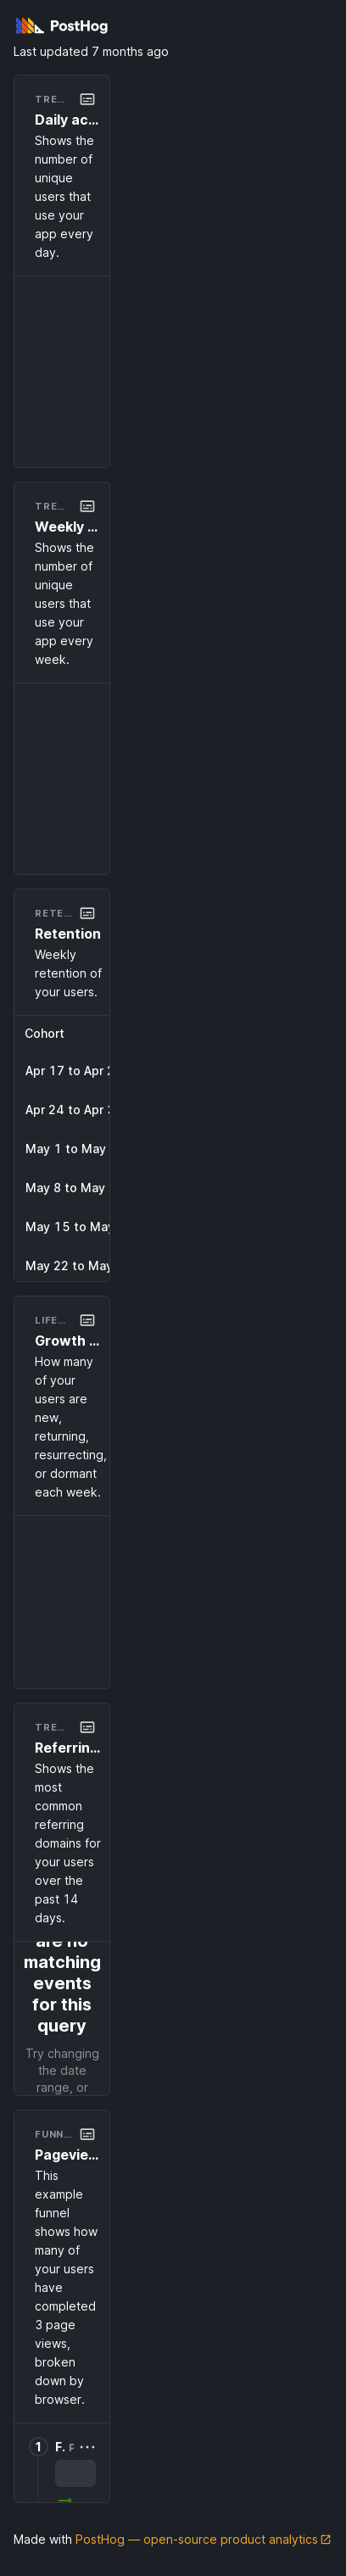 PostHog
Last updated 7 months ago
TRE…
Daily ac…
Shows the
number of
unique
users that
use your
app every
day.
TRE…
Weekly …
Shows the
number of
unique
users that
use your
app every
week.
RETE…
Retention
Weekly
retention of
your users.
Cohort
Apr 17 to Apr
Apr 24 to Apr
May 1 to May
May 8 to May
May 15 to May
May 22 to May
LIFE…
Growth …
How many
of your
users are
new,
returning,
resurrecting,
or dormant
each week.
TRE…
Referrin…
Shows the
most
common
referring
domains for
your users
over the
past 14
days.
are no
matching
events
for this
query
Try changing
the date
range, or
FUNN…
Pagevie…
This
example
funnel
shows how
many of
your users
have
completed
3 page
views,
broken
down by
browser.
1 F.
Made with PostHog — open-source product analytics